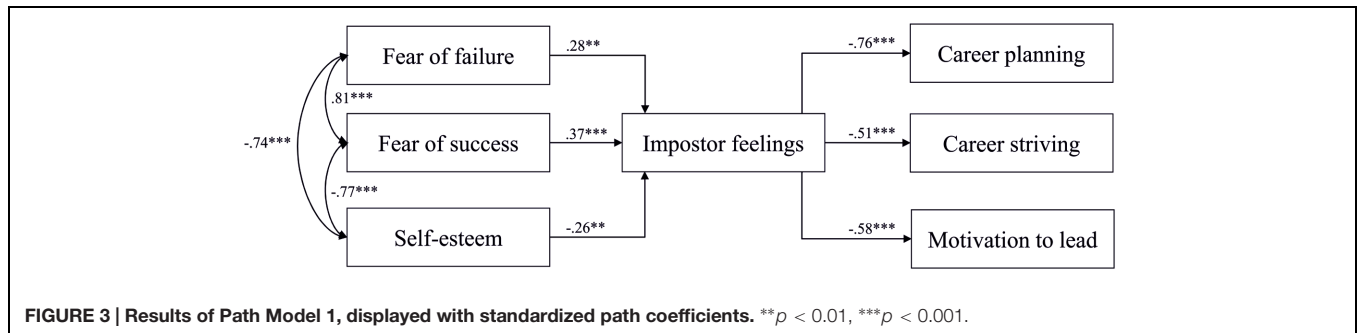 Fear of failure
.28**
-.76***
Career planning
.81***
-.74***
Fear of success
.37***
Impostor feelings
-.51***
Career striving
-.77***
Self-esteem
-.26**
-.58***
Motivation to lead
FIGURE 3 | Results of Path Model 1, displayed with standardized path coefficients. **p < 0.01, ***p < 0.001.